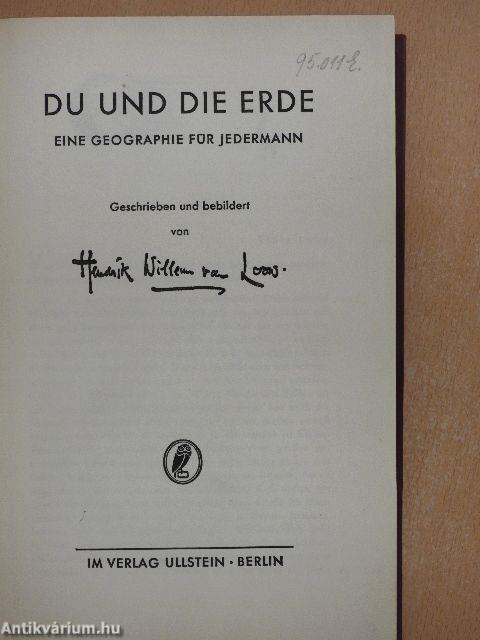 95.011 E.
DU UND DIE ERDE
EINE GEOGRAPHIE FÜR JEDERMANN
Geschrieben und bebildert
von
Hendrik Willem van Loon.
IM VERLAG ULLSTEIN · BERLIN
Antikvárium.hu